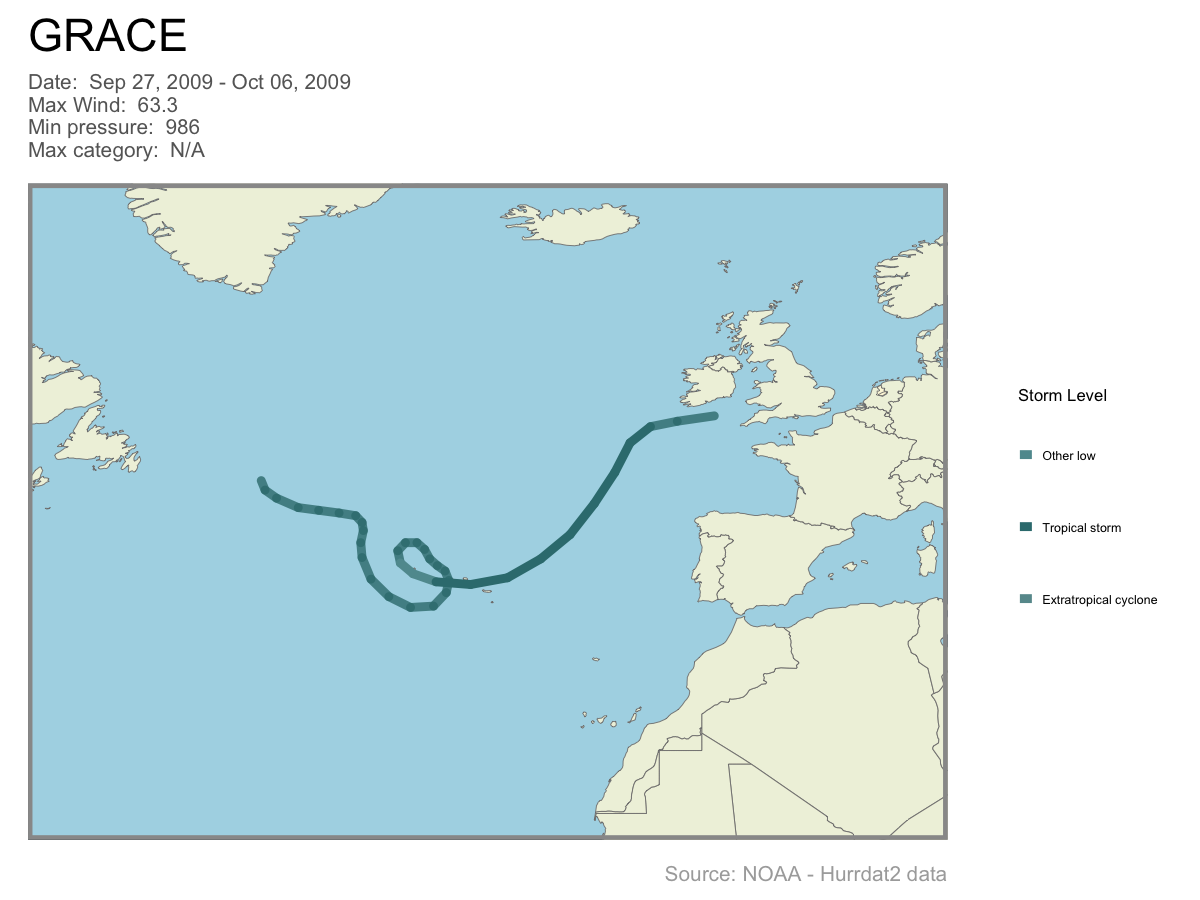 GRACE
Date:  Sep 27, 2009 - Oct 06, 2009
Max Wind:  63.3
Min pressure:  986
Max category:  N/A
Storm Level
Other low
Tropical storm
Extratropical cyclone
Source: NOAA - Hurrdat2 data